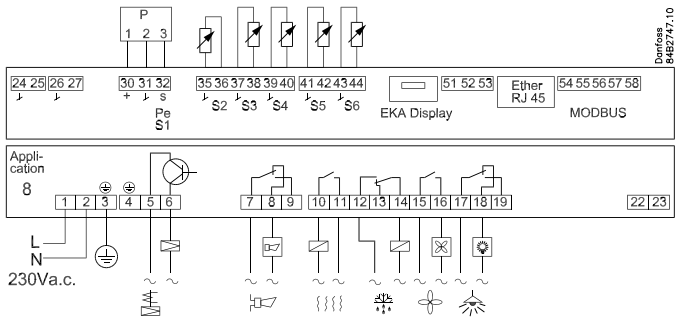 P
1 2 3
Danfoss
84B2747.10
24 25 26 27 30 31 32 35 36 37 38 39 40 41 42 43 44 51 52 53 54 55 56 57 58
+ s
S2 S3 S4 S5 S6
Pe
S1
EKA Display
Ether
RJ 45
MODBUS
Appli-
cation
8
1 2 3 4 5 6 7 8 9 10 11 12 13 14 15 16 17 18 19 22 23
L
N
230Va.c.